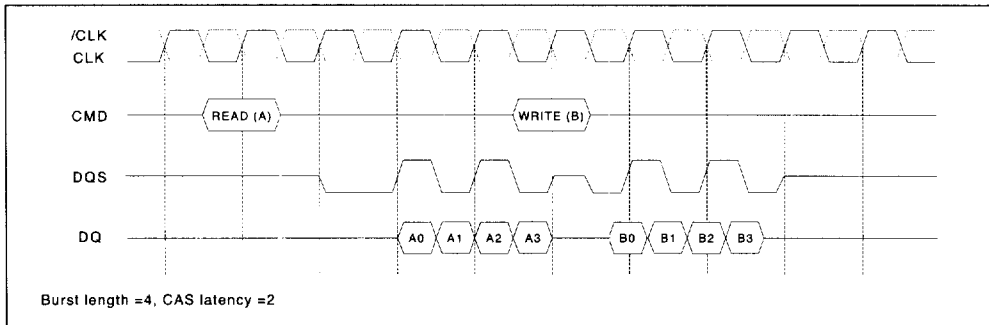 /CLK
CLK
CMD
READ (A)
WRITE (B)
DQS
DQ
A0
A1
A2
A3
B0
B1
B2
B3
Burst length =4, CAS latency =2